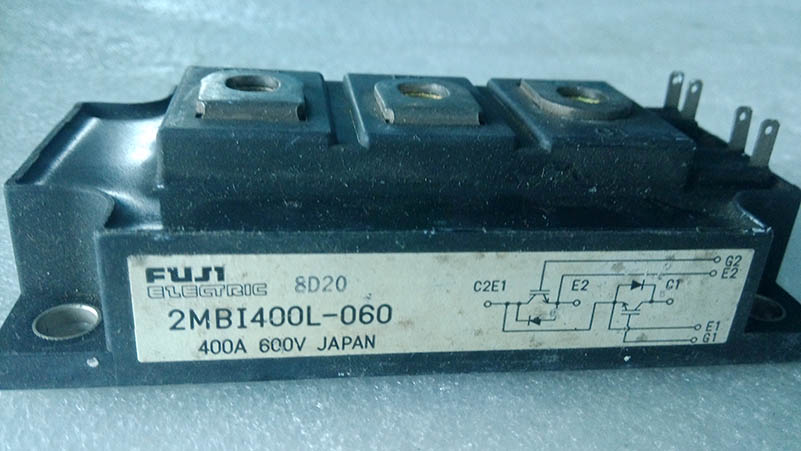 FUJI
ELECTRIC 8D20
2MBI400L-060
400A 600V JAPAN
G2
E2
C2E1 E2 C1
E1
G1